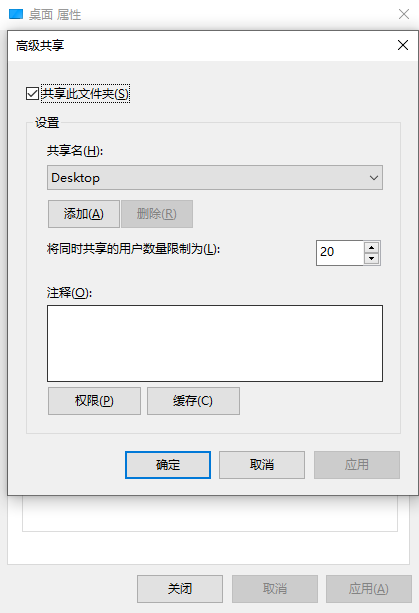 桌面 属性
高级共享
共享此文件夹(S)
设置
共享名(H):
Desktop
添加(A) 删除(R)
将同时共享的用户数量限制为(L): 20
注释(O):
权限(P) 缓存(C)
确定 取消 应用
关闭 取消 应用(A)